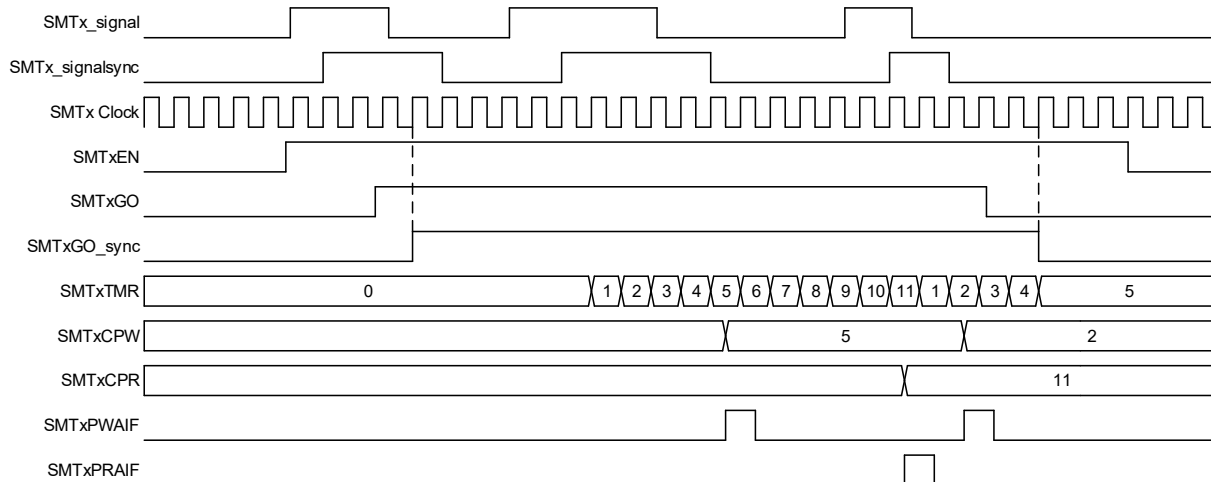 SMTx_signal
SMTx_signalsync
SMTx Clock
SMTxEN
SMTxGO
SMTxGO_sync
SMTxTMR 0 1 2 3 4 5 6 7 8 9 10 11 1 2 3 4 5
SMTxCPW 5 2
SMTxCPR 11
SMTxPWAIF
SMTxPRAIF